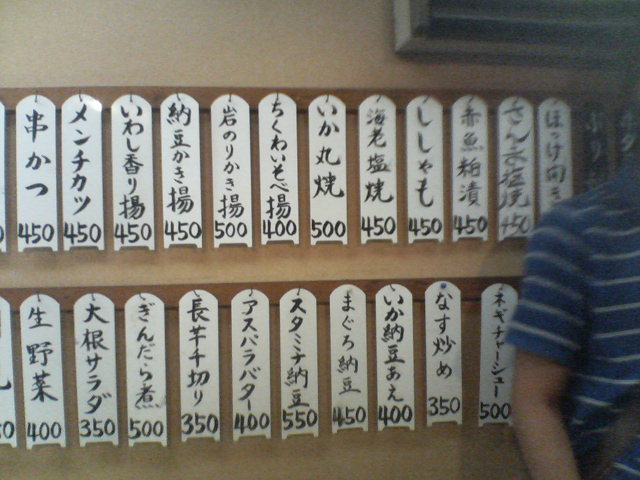 串かつ 450
メンチカツ 450
いわし香り揚 450
納豆かき揚 450
岩のりかき揚 500
ちくわいそべ揚 400
いか丸焼 500
海老塩焼 450
ししゃも 450
赤魚粕漬 450
さんま塩焼 450
ほっけ開き
生野菜 400
大根サラダ 350
ぎんだら煮 500
長芋千切り 350
アスパラバター 400
スタミナ納豆 550
まぐろ納豆 450
いか納豆あえ 400
なす炒め 350
ネギチャーシュー 500